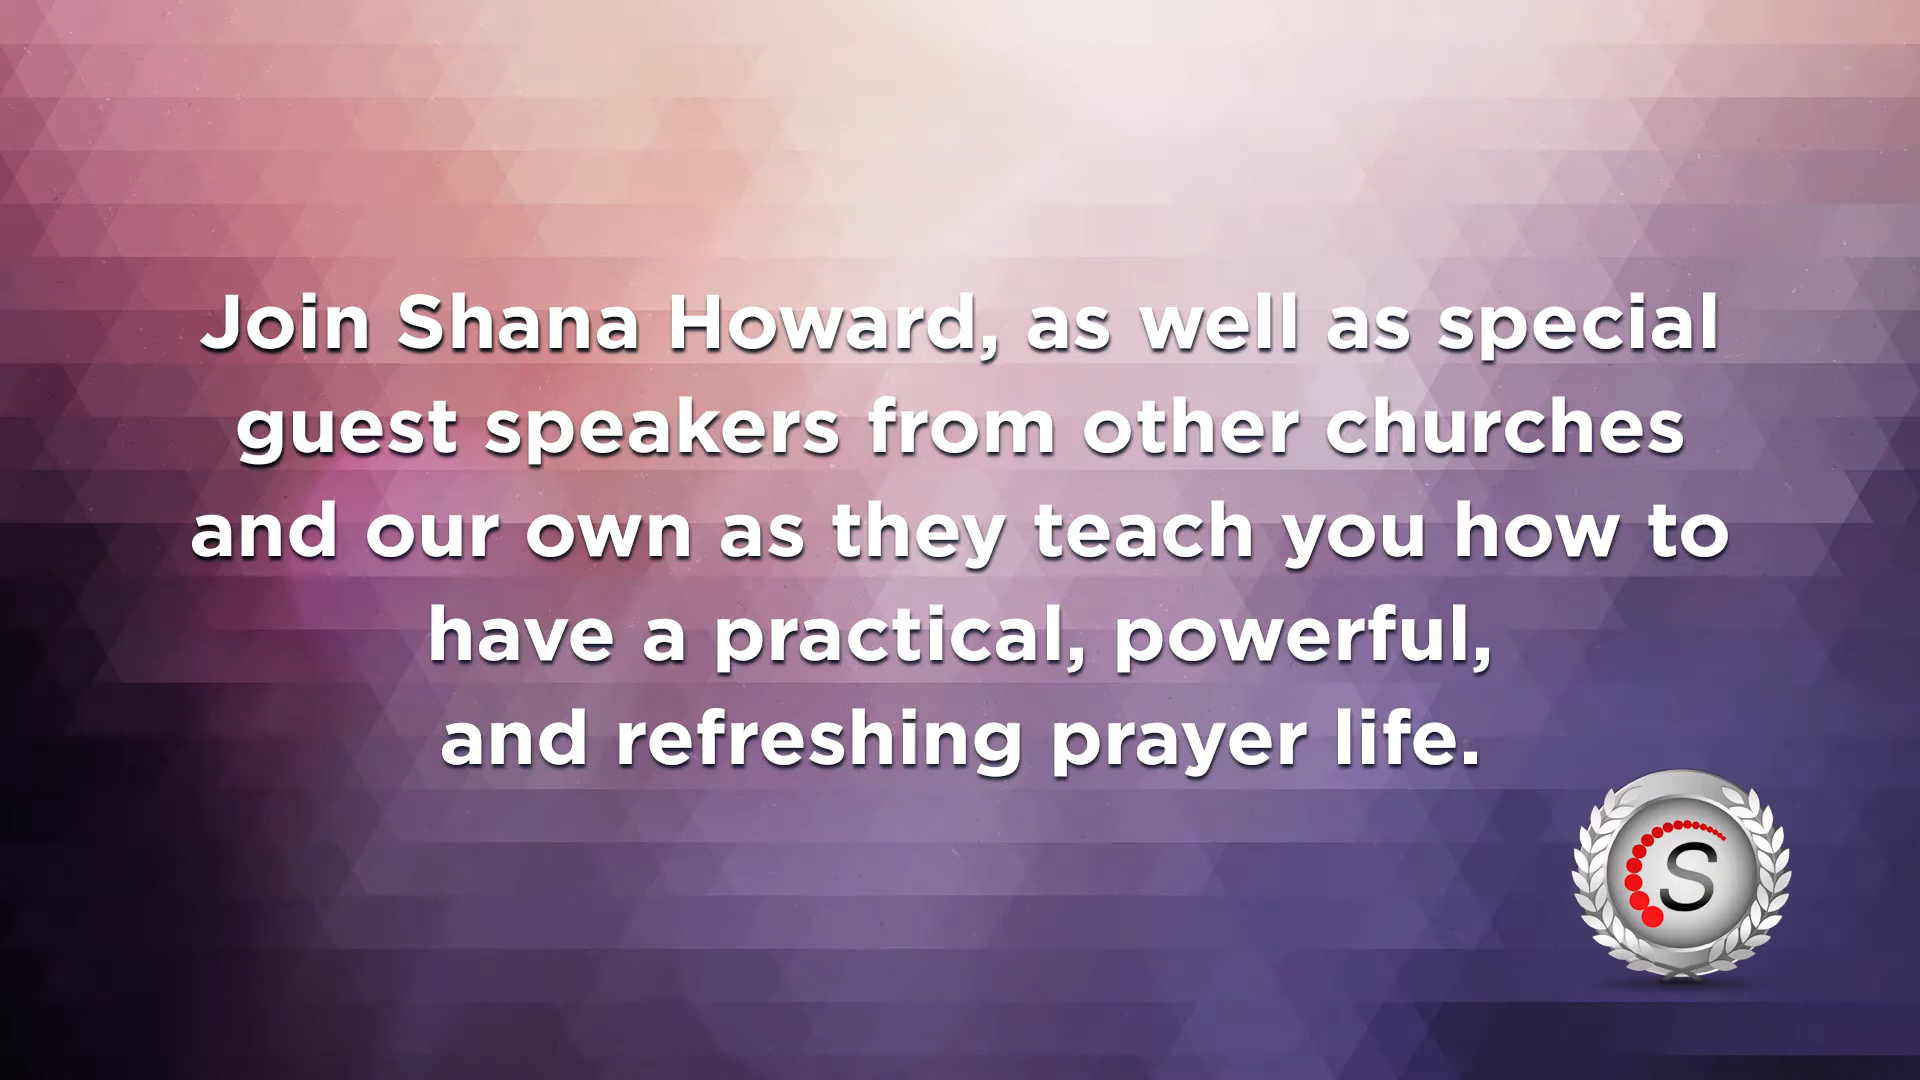 Join Shana Howard, as well as special
guest speakers from other churches
and our own as they teach you how to
have a practical, powerful,
and refreshing prayer life.
S